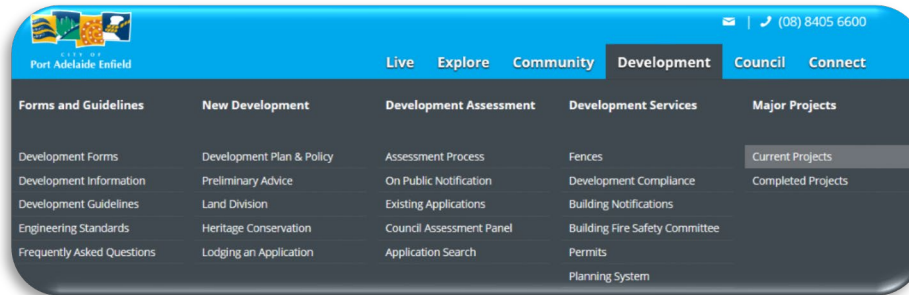 (08) 8405 6600
CITY OF
Port Adelaide Enfield
Live Explore Community Development Council Connect
Forms and Guidelines
Development Forms
Development Information
Development Guidelines
Engineering Standards
Frequently Asked Questions
New Development
Development Plan & Policy
Preliminary Advice
Land Division
Heritage Conservation
Lodging an Application
Development Assessment
Assessment Process
On Public Notification
Existing Applications
Council Assessment Panel
Application Search
Development Services
Fences
Development Compliance
Building Notifications
Building Fire Safety Committee
Permits
Planning System
Major Projects
Current Projects
Completed Projects